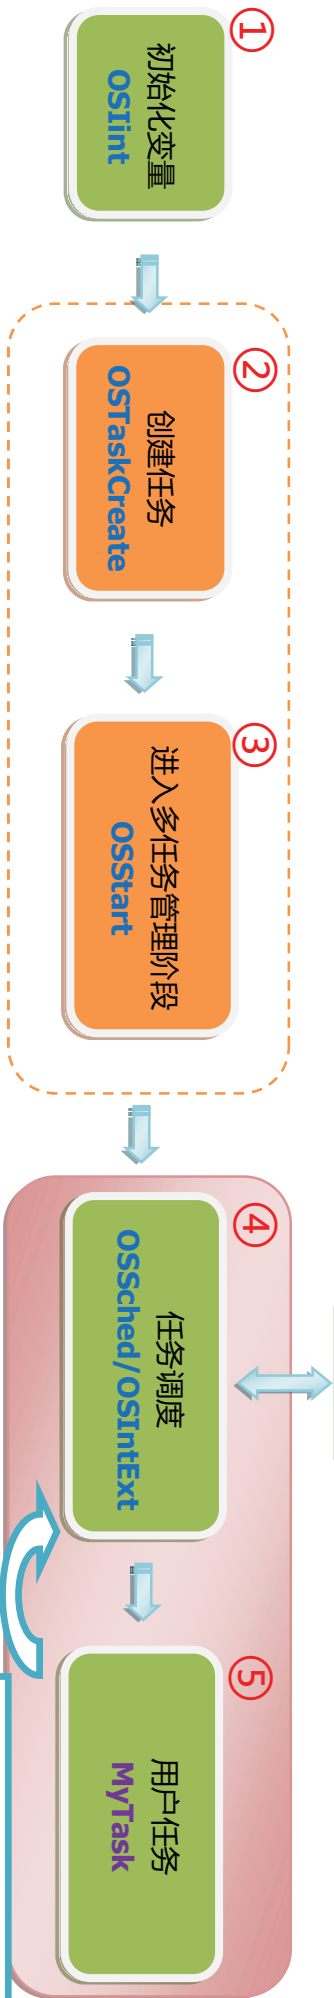 ①
初始化变量
OSIint
②
创建任务
OSTaskCreate
③
进入多任务管理阶段
OSStart
④
任务调度
OSSched/OSIntExt
⑤
用户任务
MyTask